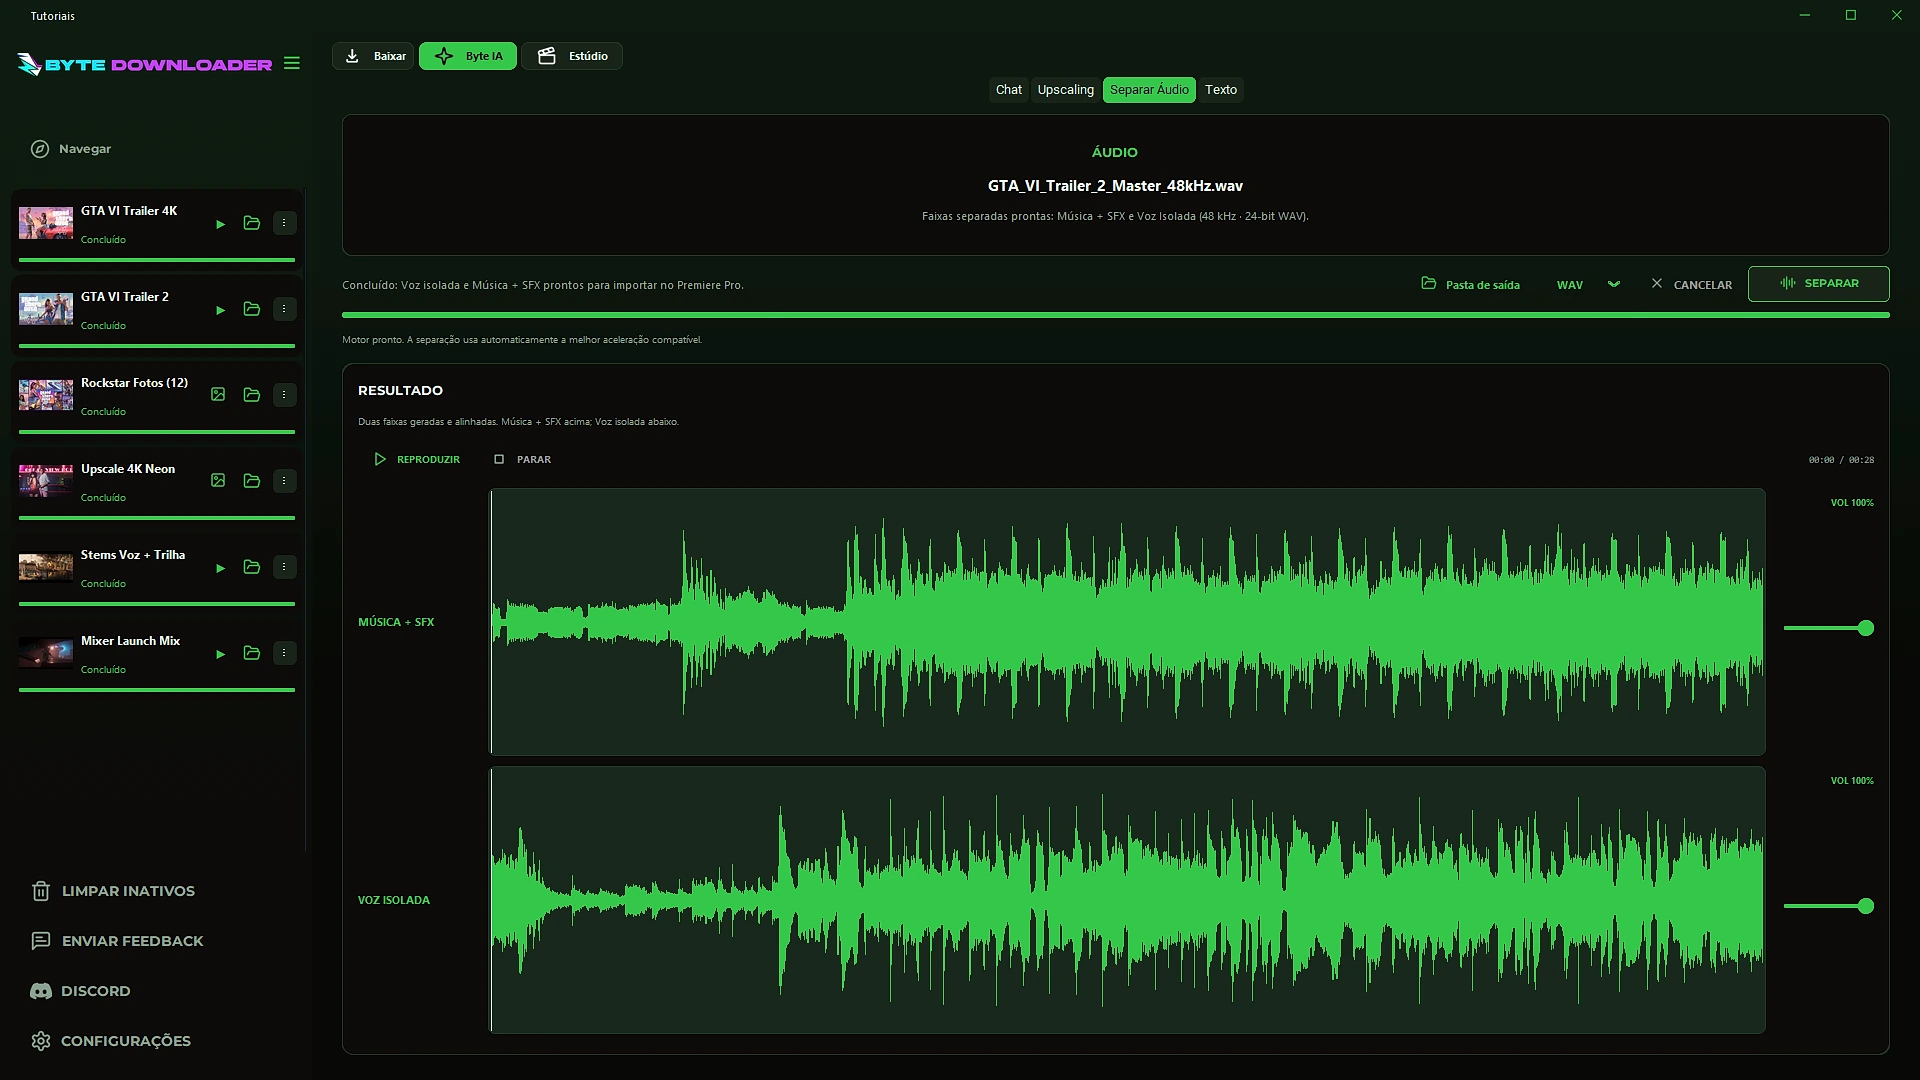 Tutoriais
BYTE DOWNLOADER
Baixar
Byte IA
Estúdio
Chat
Upscaling
Separar Áudio
Texto
Navegar
GTA VI Trailer 4K
Concluído
GTA VI Trailer 2
Concluído
Rockstar Fotos (12)
Concluído
Upscale 4K Neon
Concluído
Stems Voz + Trilha
Concluído
Mixer Launch Mix
Concluído
LIMPAR INATIVOS
ENVIAR FEEDBACK
DISCORD
CONFIGURAÇÕES
ÁUDIO
GTA_VI_Trailer_2_Master_48kHz.wav
Faixas separadas prontas: Música + SFX e Voz Isolada (48 kHz · 24-bit WAV).
Concluído: Voz isolada e Música + SFX prontos para importar no Premiere Pro.
Pasta de saída
WAV
CANCELAR
SEPARAR
Motor pronto. A separação usa automaticamente a melhor aceleração compatível.
RESULTADO
Duas faixas geradas e alinhadas. Música + SFX acima; Voz isolada abaixo.
REPRODUZIR
PARAR
00:00 / 00:28
MÚSICA + SFX
VOL 100%
VOZ ISOLADA
VOL 100%